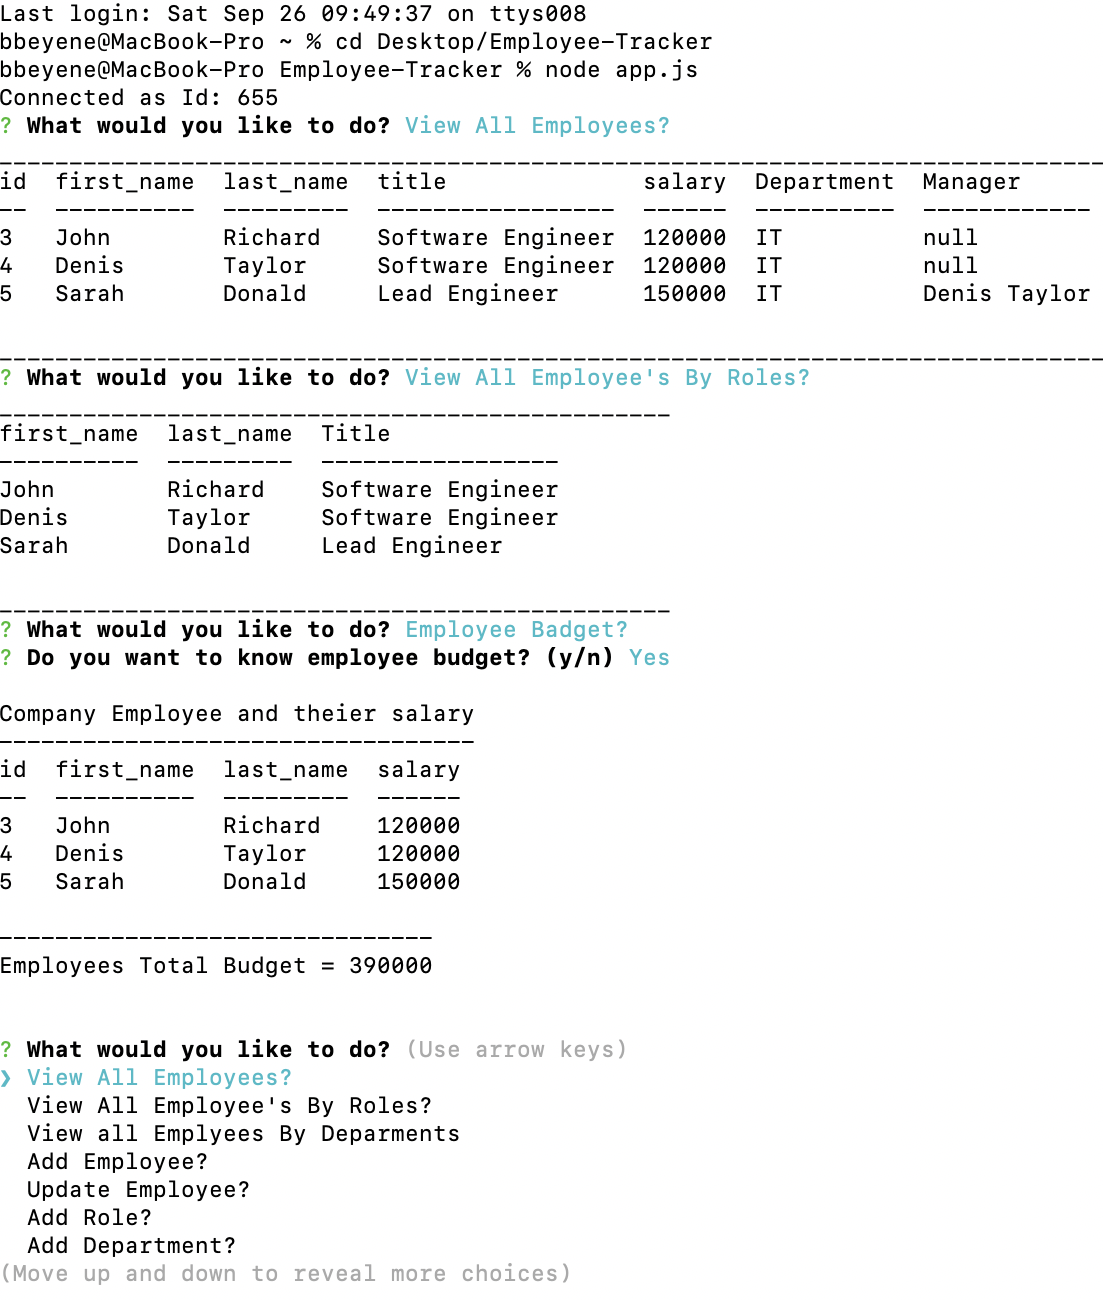 Last login: Sat Sep 26 09:49:37 on ttys008
bbeyene@MacBook-Pro ~ % cd Desktop/Employee-Tracker
bbeyene@MacBook-Pro Employee-Tracker % node app.js
Connected as Id: 655
? What would you like to do? View All Employees?
_______________________________________________________________________________
id  first_name  last_name  title              salary  Department  Manager
--  ----------  ---------  -----------------  ------  ----------  ------------
3   John        Richard    Software Engineer  120000  IT          null
4   Denis       Taylor     Software Engineer  120000  IT          null
5   Sarah       Donald     Lead Engineer      150000  IT          Denis Taylor
_______________________________________________________________________________
? What would you like to do? View All Employee's By Roles?
________________________________________________
first_name  last_name  Title
----------  ---------  -----------------
John        Richard    Software Engineer
Denis       Taylor     Software Engineer
Sarah       Donald     Lead Engineer
________________________________________________
? What would you like to do? Employee Badget?
? Do you want to know employee budget? (y/n) Yes
Company Employee and theier salary
----------------------------------
id  first_name  last_name  salary
--  ----------  ---------  ------
3   John        Richard    120000
4   Denis       Taylor     120000
5   Sarah       Donald     150000
-------------------------------
Employees Total Budget = 390000
? What would you like to do? (Use arrow keys)
❯ View All Employees?
  View All Employee's By Roles?
  View all Emplyees By Deparments
  Add Employee?
  Update Employee?
  Add Role?
  Add Department?
(Move up and down to reveal more choices)